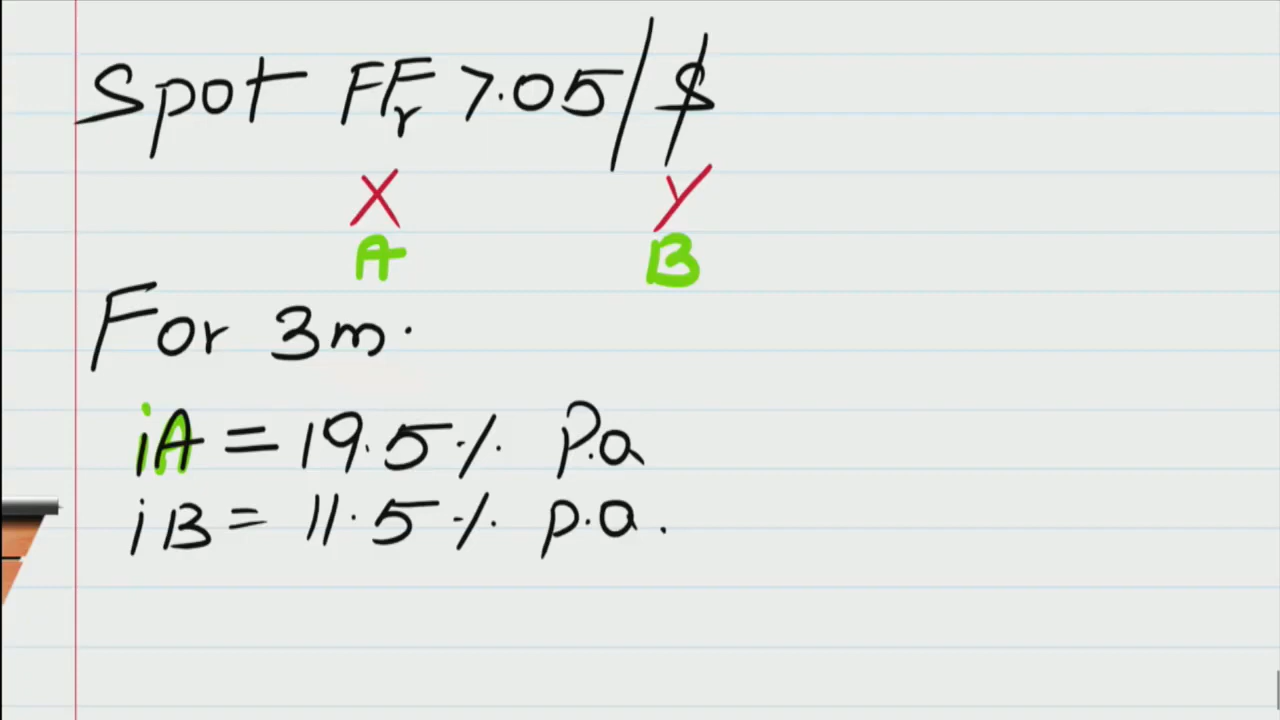 Spot FFr 7.05/$
X Y
A B
For 3m.
iA = 19.5% p.a
iB = 11.5% p.a.